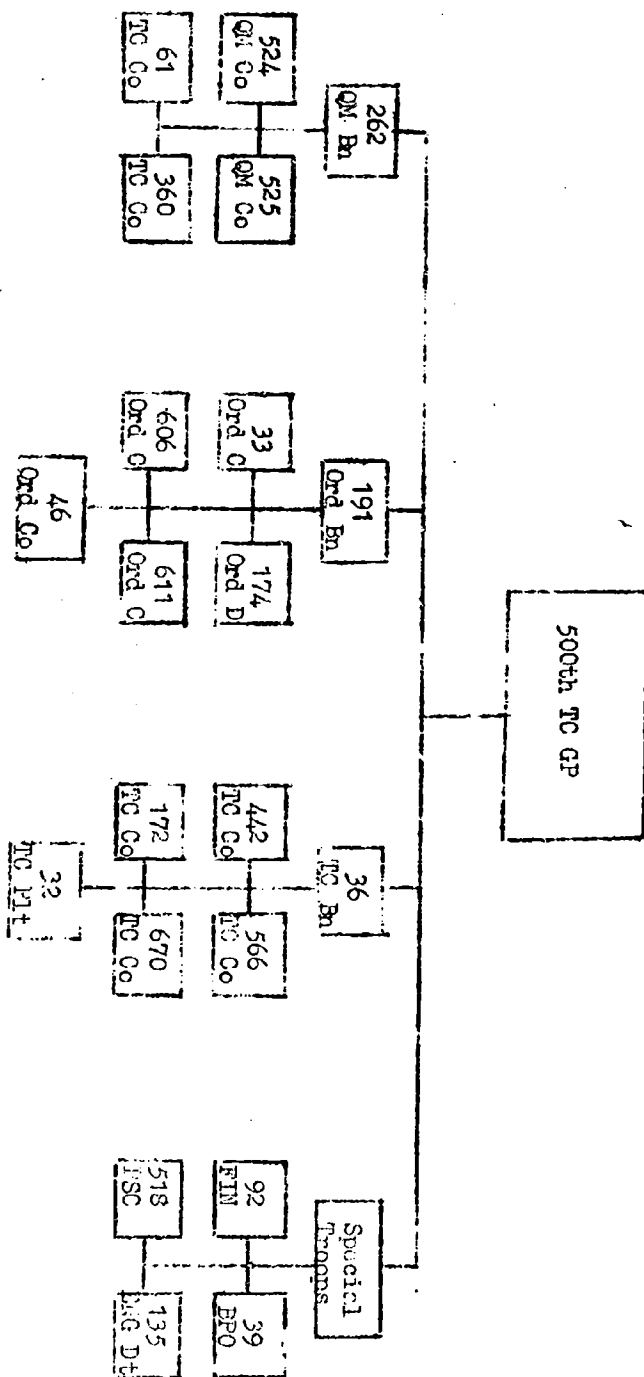 500th TC GP
262
QM Bn
191
Ord Bn
36
TC Bn
Special
Troops
524
QM Co
525
QM Co
33
Ord C
174
Ord D
442
TC Co
566
TC Co
92
FIN
39
BPO
61
TC Co
360
TC Co
606
Ord C
611
Ord C
172
TC Co
670
TC Co
518
PSC
135
Dt
46
Ord Co
TC Plt